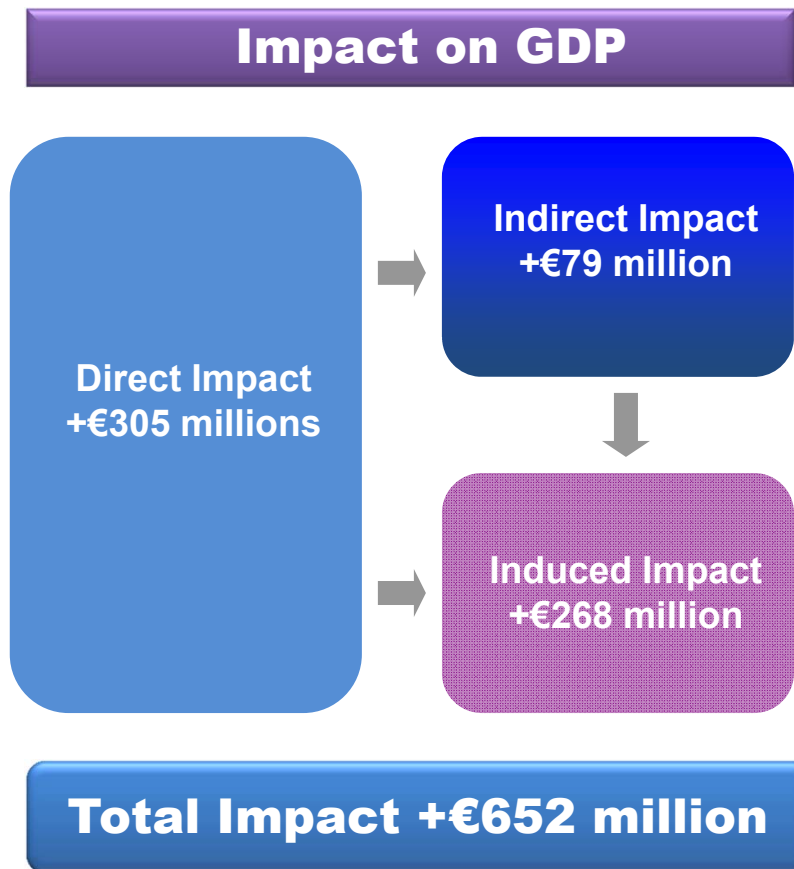 Impact on GDP
Direct Impact
+€305 millions
Indirect Impact
+€79 million
Induced Impact
+€268 million
Total Impact +€652 million